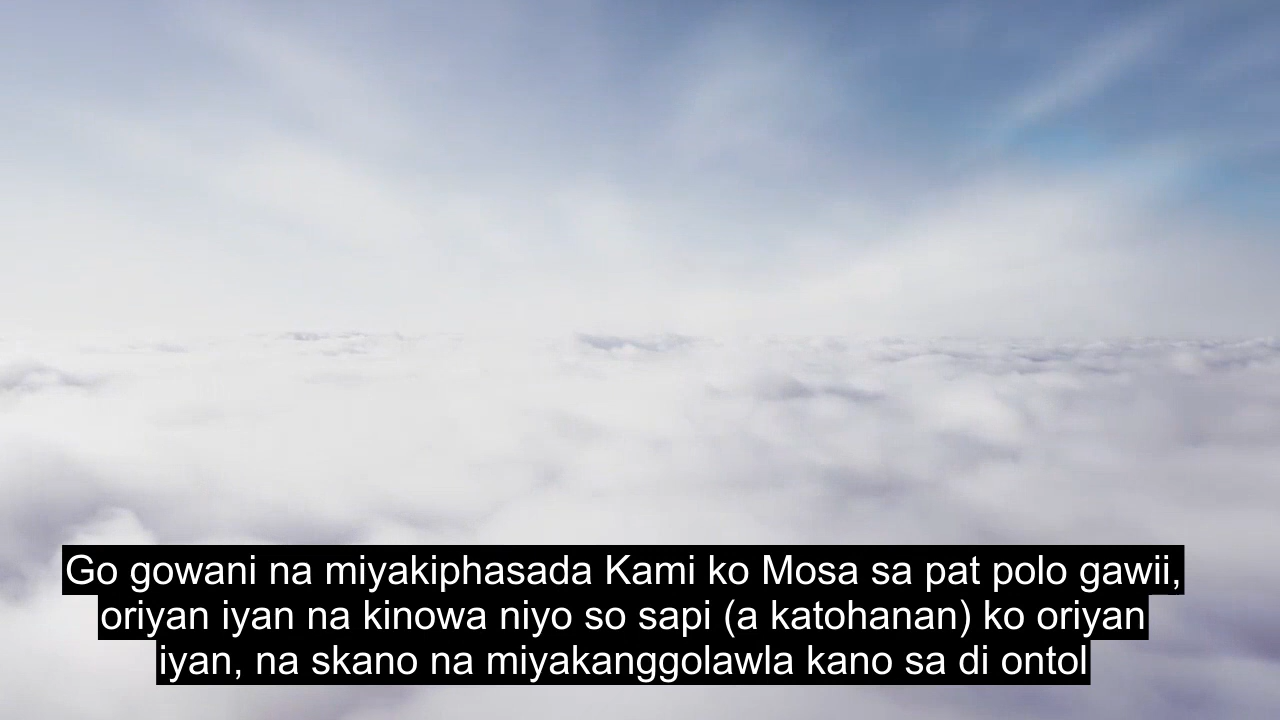 Go gowani na miyakiphasada Kami ko Mosa sa pat polo gawii,
oriyan iyan na kinowa niyo so sapi (a katohanan) ko oriyan
iyan, na skano na miyakanggolawla kano sa di ontol